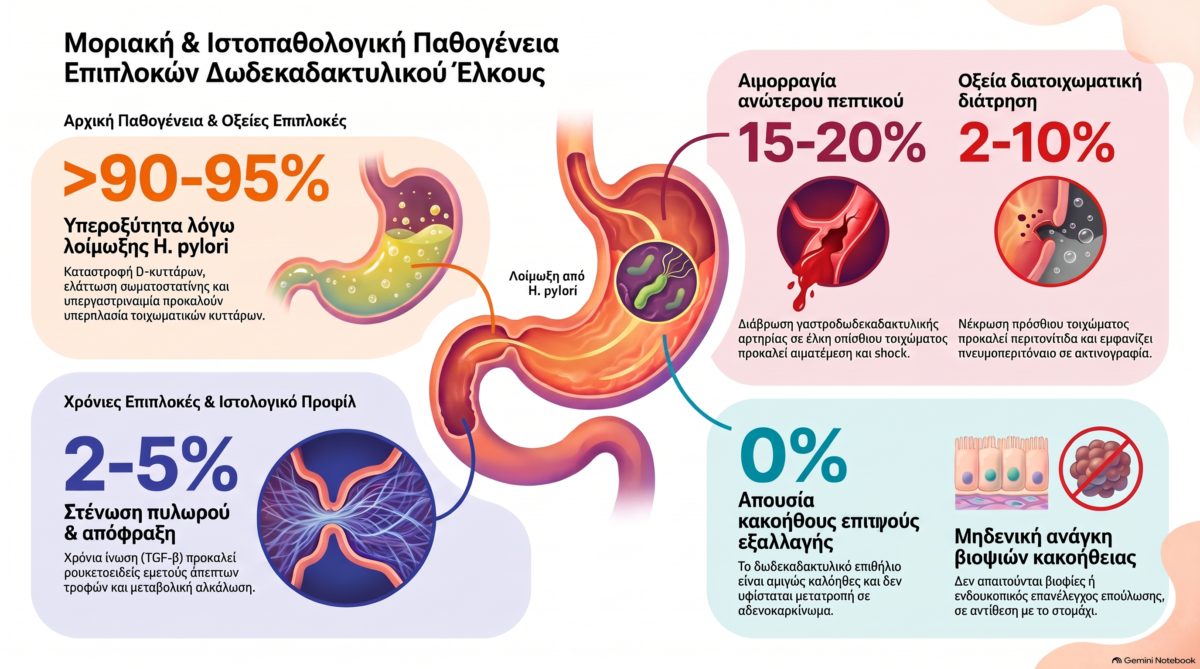 Μοριακή & Ιστοπαθολογική Παθογένεια
Επιπλοκών Δωδεκαδακτυλικού Έλκους
Αρχική Παθογένεια & Οξείες Επιπλοκές
>90-95%
Υπεροξύτητα λόγω
λοίμωξης H. pylori
Καταστροφή D-κυττάρων,
ελάττωση σωματοστατίνης και
υπεργαστριναιμία προκαλούν
υπερπλασία τοιχωματικών κυττάρων.
Λοίμωξη από
H. pylori
Αιμορραγία
ανώτερου πεπτικού
15-20%
Διάβρωση γαστροδωδεκαδακτυλικής
αρτηρίας σε έλκη οπίσθιου τοιχώματος
προκαλεί αιματέμεση και shock.
Οξεία διατοιχωματική
διάτρηση
2-10%
Νέκρωση πρόσθιου τοιχώματος
προκαλεί περιτονίτιδα και εμφανίζει
πνευμοπεριτόναιο σε ακτινογραφία.
Χρόνιες Επιπλοκές & Ιστολογικό Προφίλ
2-5%
Στένωση πυλωρού
& απόφραξη
Χρόνια ίνωση (TGF-β) προκαλεί
ρουκετοειδείς εμετούς άπεπτων
τροφών και μεταβολική αλκάλωση.
0%
Απουσία
κακοήθους
εξαλλαγής
Το δωδεκαδακτυλικό επιθήλιο
είναι αμιγώς καλόηθες και δεν
υφίσταται μετατροπή σε
αδενοκαρκίνωμα.
Μηδενική ανάγκη
βιοψιών κακοήθειας
Δεν απαιτούνται βιοφίες ή
ενδουκοπικός επανέλεγχος επούλωσης,
σε αντίθεση με το στομάχι.
Gemini Notebook